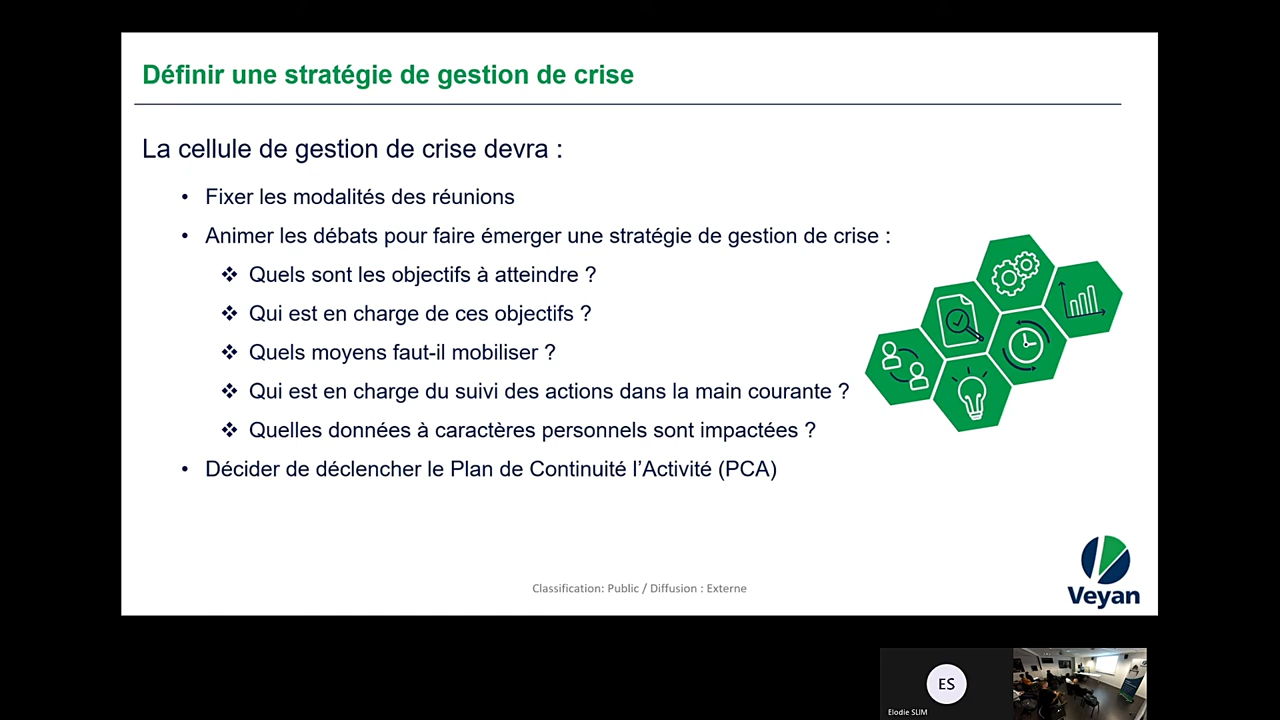 Définir une stratégie de gestion de crise
La cellule de gestion de crise devra :
• Fixer les modalités des réunions
• Animer les débats pour faire émerger une stratégie de gestion de crise :
❖ Quels sont les objectifs à atteindre ?
❖ Qui est en charge de ces objectifs ?
❖ Quels moyens faut-il mobiliser ?
❖ Qui est en charge du suivi des actions dans la main courante ?
❖ Quelles données à caractères personnels sont impactées ?
• Décider de déclencher le Plan de Continuité l’Activité (PCA)
Classification: Public / Diffusion : Externe
Veyan
ES
Elodie SLIM